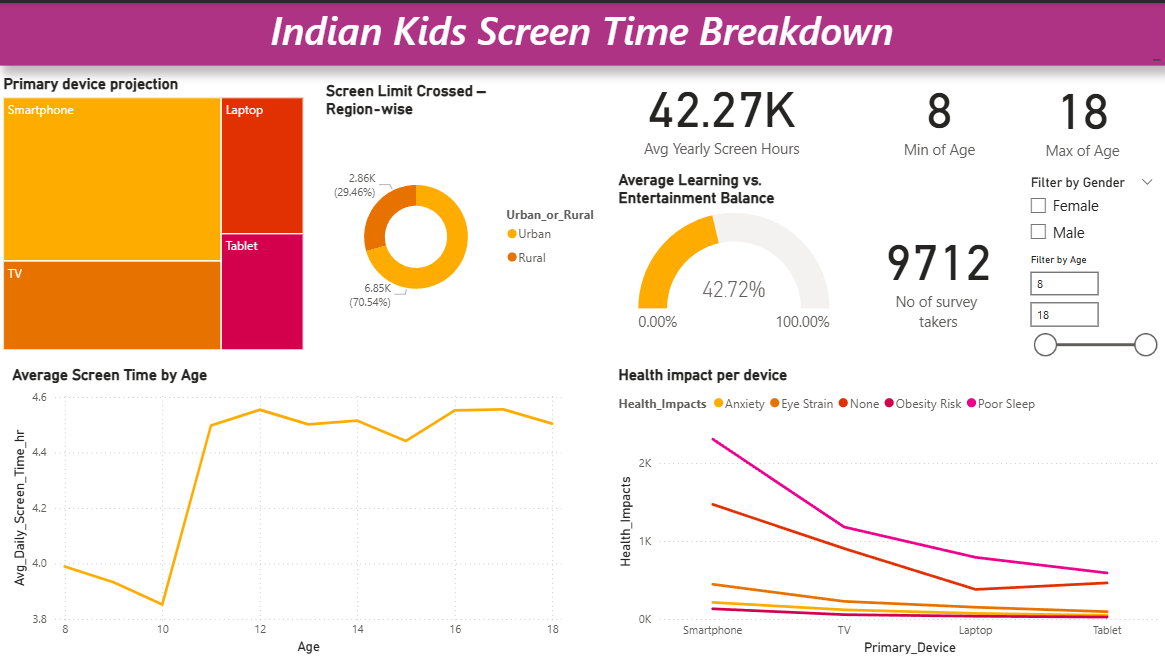 Indian Kids Screen Time Breakdown
Primary device projection
Smartphone
Laptop
TV
Tablet
Screen Limit Crossed –
Region-wise
2.86K
(29.46%)
6.85K
(70.54%)
Urban_or_Rural
Urban
Rural
42.27K
Avg Yearly Screen Hours
8
Min of Age
18
Max of Age
Average Learning vs.
Entertainment Balance
42.72%
0.00%
100.00%
9712
No of survey
takers
Filter by Gender
Female
Male
Filter by Age
8
18
Average Screen Time by Age
Avg_Daily_Screen_Time_hr
4.6
4.4
4.2
4.0
3.8
8 10 12 14 16 18
Age
Health impact per device
Health_Impacts Anxiety Eye Strain None Obesity Risk Poor Sleep
Health_Impacts
2K
1K
0K
Smartphone TV Laptop Tablet
Primary_Device